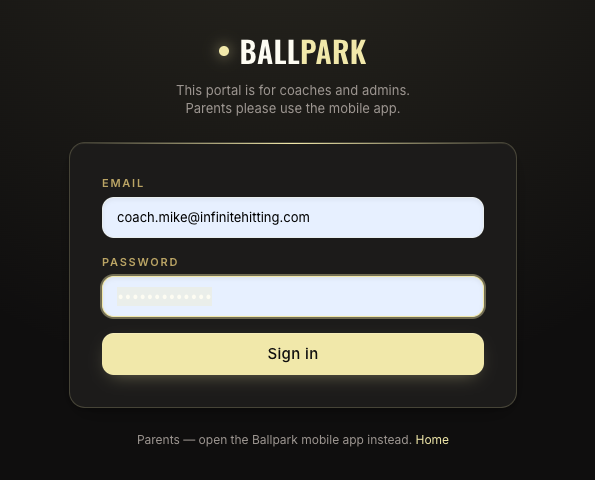 BALLPARK
This portal is for coaches and admins.
Parents please use the mobile app.
EMAIL
coach.mike@infinitehitting.com
PASSWORD
•••••••••••••
Sign in
Parents — open the Ballpark mobile app instead. Home